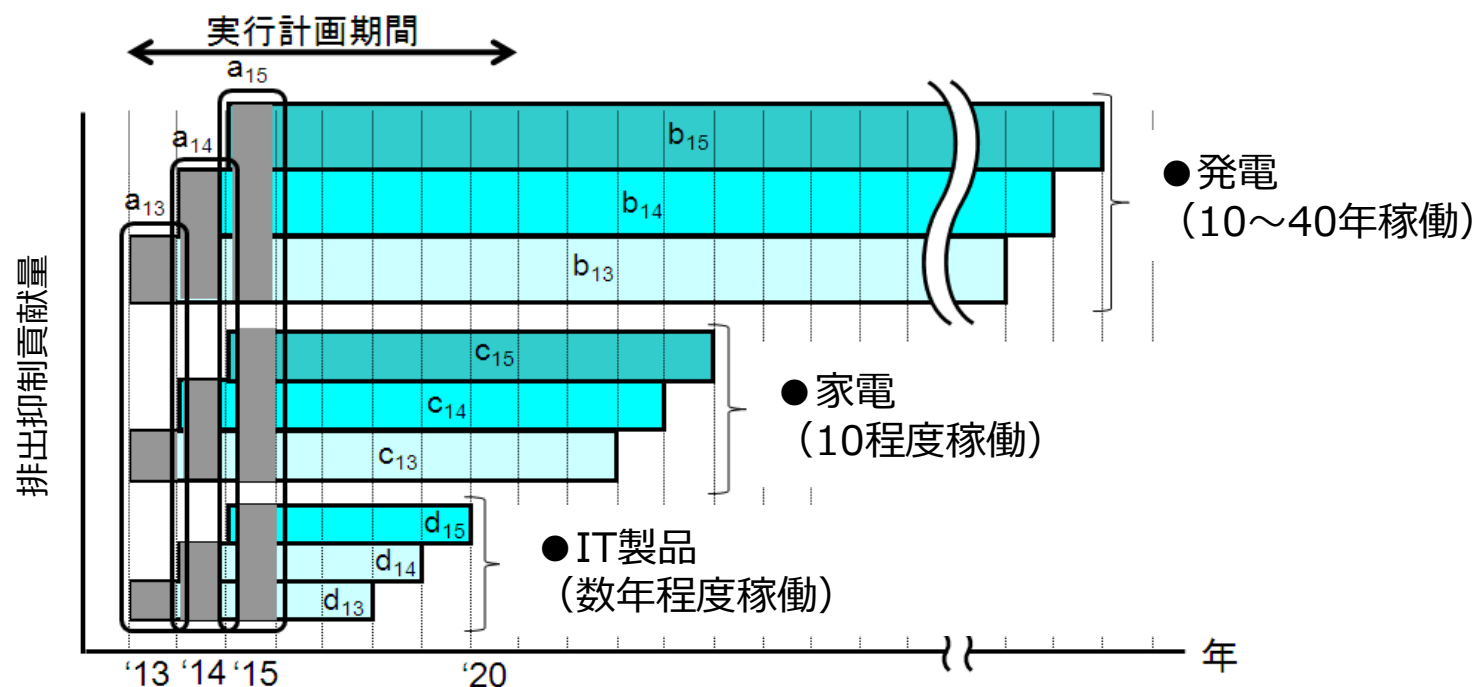 実行計画期間
a15
a14
a13
b15
b14
b13
●発電
（10～40年稼働）
排出抑制貢献量
c15
c14
c13
●家電
（10程度稼働）
d15
d14
d13
●IT製品
（数年程度稼働）
‘13 ‘14 ‘15 ‘20 年